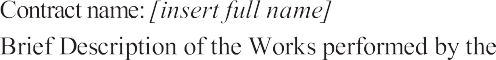 Contract name: [insert full name]
Brief Description of the Works performed by the